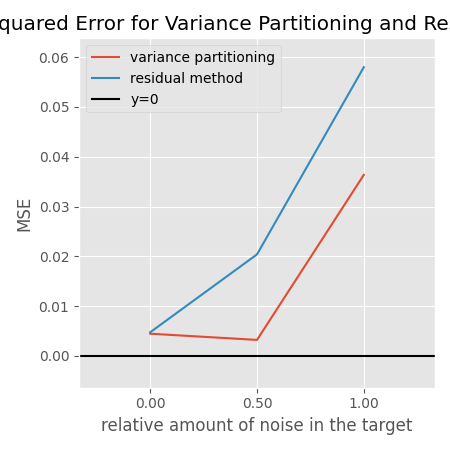 quared Error for Variance Partitioning and Re
variance partitioning
residual method
y=0
0.06
0.05
0.04
0.03
0.02
0.01
0.00
MSE
0.00 0.50 1.00
relative amount of noise in the target